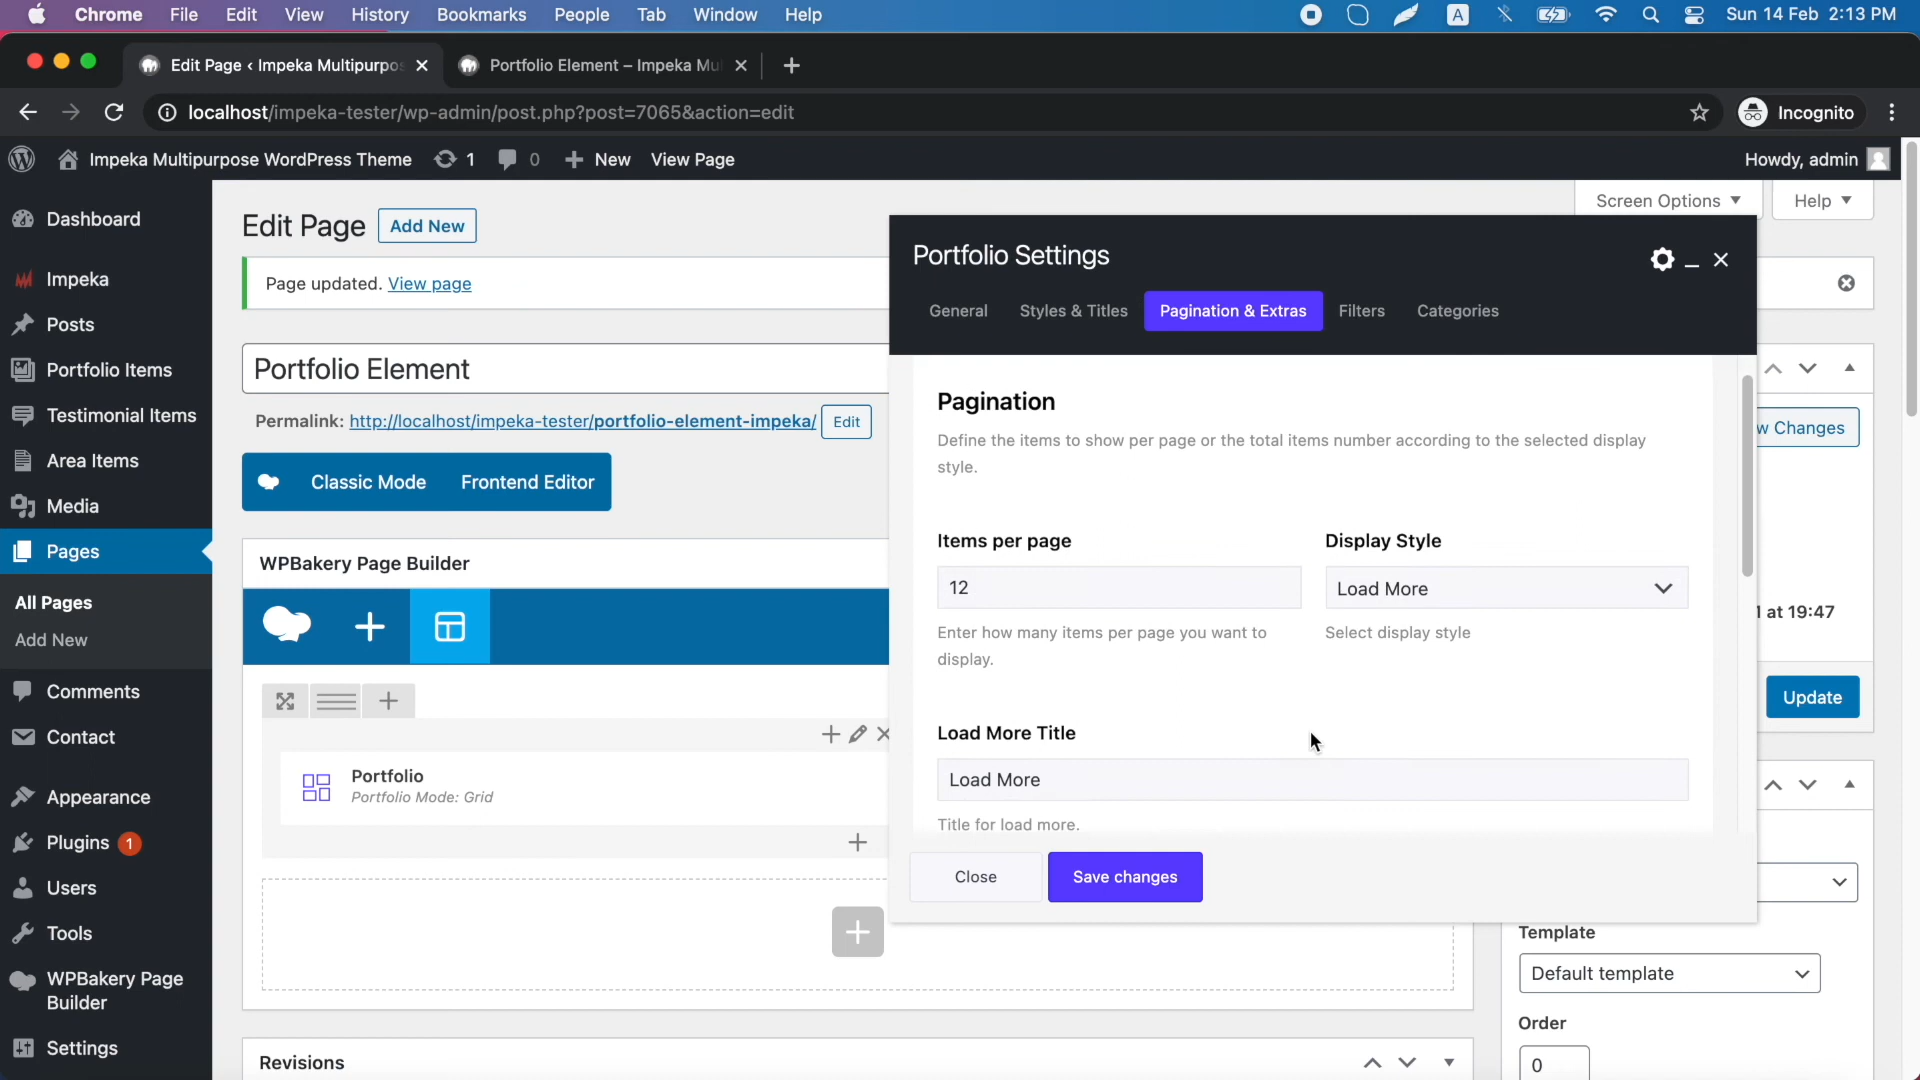 Chrome File Edit View History Bookmarks People Tab Window Help
A
Sun 14 Feb 2:13 PM
Edit Page ‹ Impeka Multipurpos
Portfolio Element – Impeka Mul
localhost/impeka-tester/wp-admin/post.php?post=7065&action=edit
Incognito
Impeka Multipurpose WordPress Theme 1 0 New View Page
Howdy, admin
Dashboard
Impeka
Posts
Portfolio Items
Testimonial Items
Area Items
Media
Pages
All Pages
Add New
Comments
Contact
Appearance
Plugins 1
Users
Tools
WPBakery Page
Builder
Settings
Screen Options
Help
Edit Page
Add New
Page updated. View page
Portfolio Element
Permalink: http://localhost/impeka-tester/portfolio-element-impeka/ Edit
Classic Mode
Frontend Editor
WPBakery Page Builder
Portfolio
Portfolio Mode: Grid
Revisions
Portfolio Settings
General
Styles & Titles
Pagination & Extras
Filters
Categories
Pagination
Define the items to show per page or the total items number according to the selected display
style.
Items per page
Display Style
12
Load More
Enter how many items per page you want to
display.
Select display style
Load More Title
Load More
Title for load more.
Close
Save changes
w Changes
at 19:47
Update
Template
Default template
Order
0